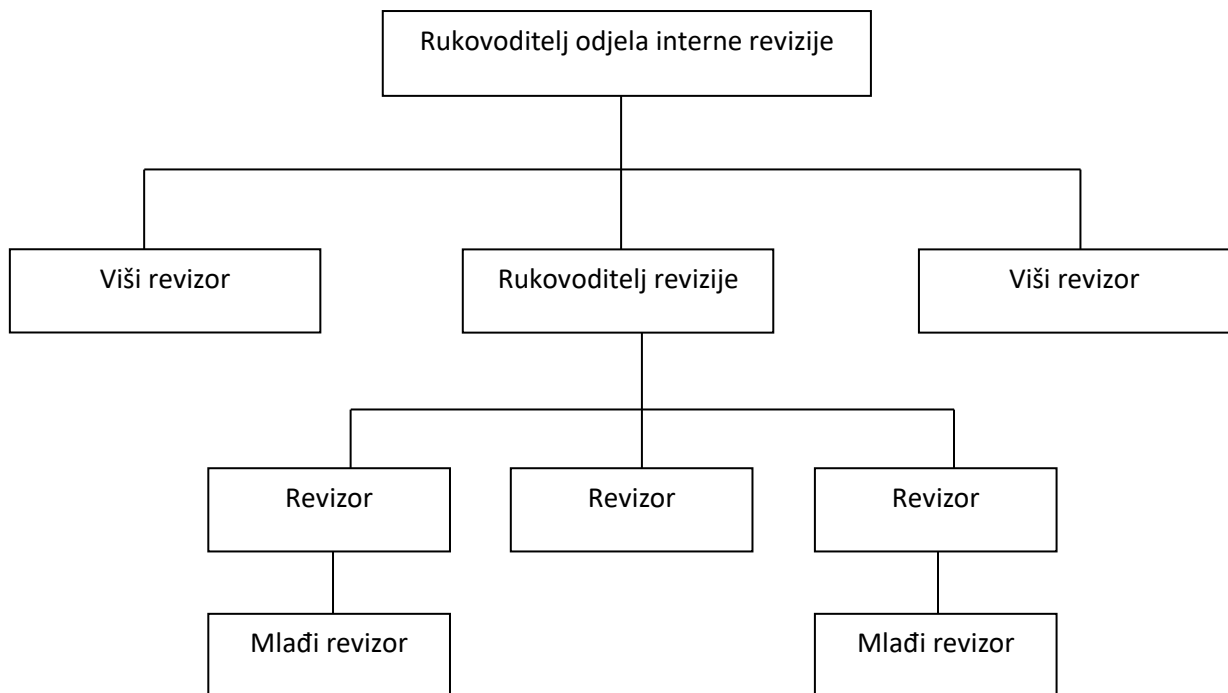 Rukovoditelj odjela interne revizije
Viši revizor
Rukovoditelj revizije
Viši revizor
Revizor
Revizor
Revizor
Mlađi revizor
Mlađi revizor